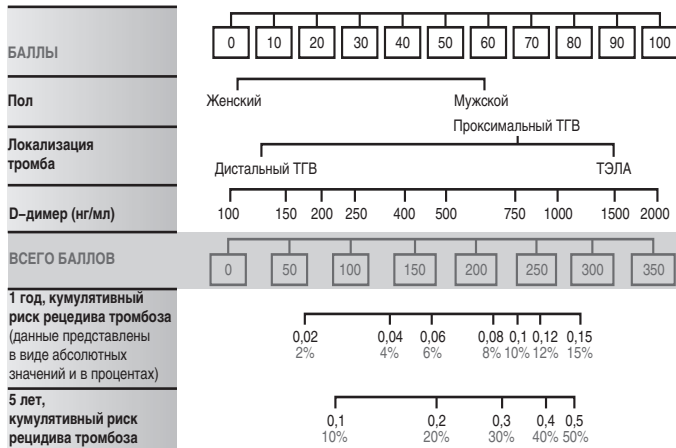 БАЛЛЫ
0 10 20 30 40 50 60 70 80 90 100
Пол
Женский Мужской
Локализация
тромба
Проксимальный ТГВ
Дистальный ТГВ ТЭЛА
D–димер (нг/мл)
100 150 200 250 400 500 750 1000 1500 2000
ВСЕГО БАЛЛОВ
0 50 100 150 200 250 300 350
1 год, кумулятивный
риск рецедива тромбоза
(данные представлены
в виде абсолютных
значений и в процентах)
0,02 0,04 0,06 0,08 0,1 0,12 0,15
2% 4% 6% 8% 10% 12% 15%
5 лет,
кумулятивный риск
рецидива тромбоза
0,1 0,2 0,3 0,4 0,5
10% 20% 30% 40% 50%